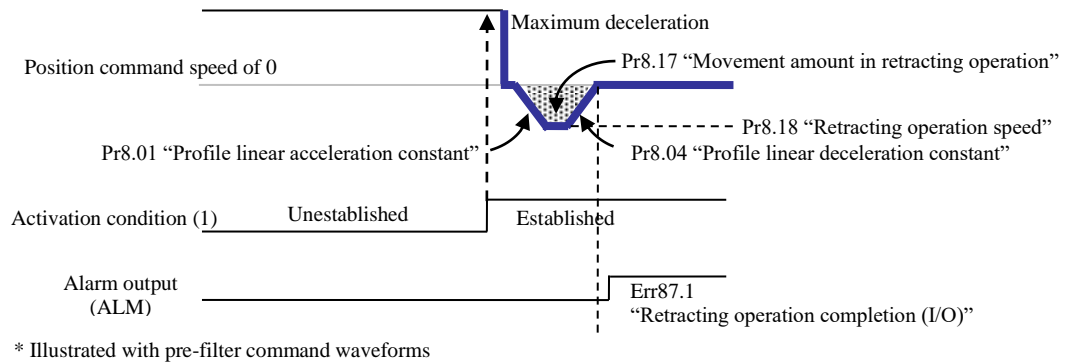 Maximum deceleration
Position command speed of 0
Pr8.17 “Movement amount in retracting operation”
Pr8.18 “Retracting operation speed”
Pr8.01 “Profile linear acceleration constant”
Pr8.04 “Profile linear deceleration constant”
Activation condition (1)
Unestablished
Established
Alarm output
(ALM)
Err87.1
“Retracting operation completion (I/O)”
* Illustrated with pre-filter command waveforms